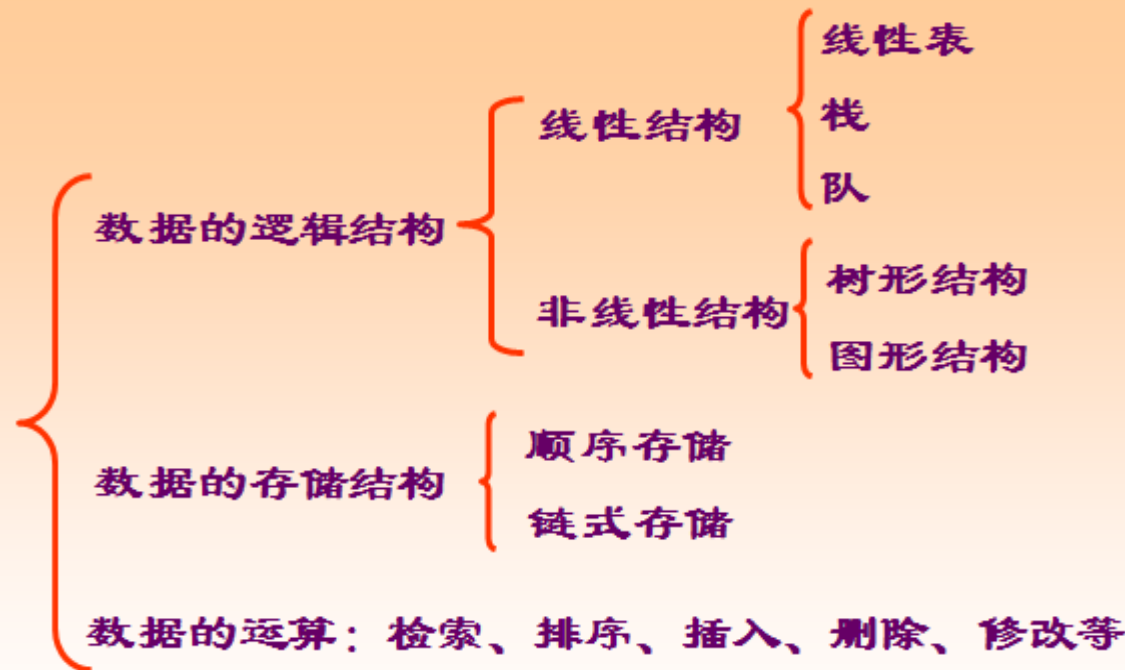 线性表
线性结构
栈
队
数据的逻辑结构
树形结构
非线性结构
图形结构
顺序存储
数据的存储结构
链式存储
数据的运算：检索、排序、插入、删除、修改等